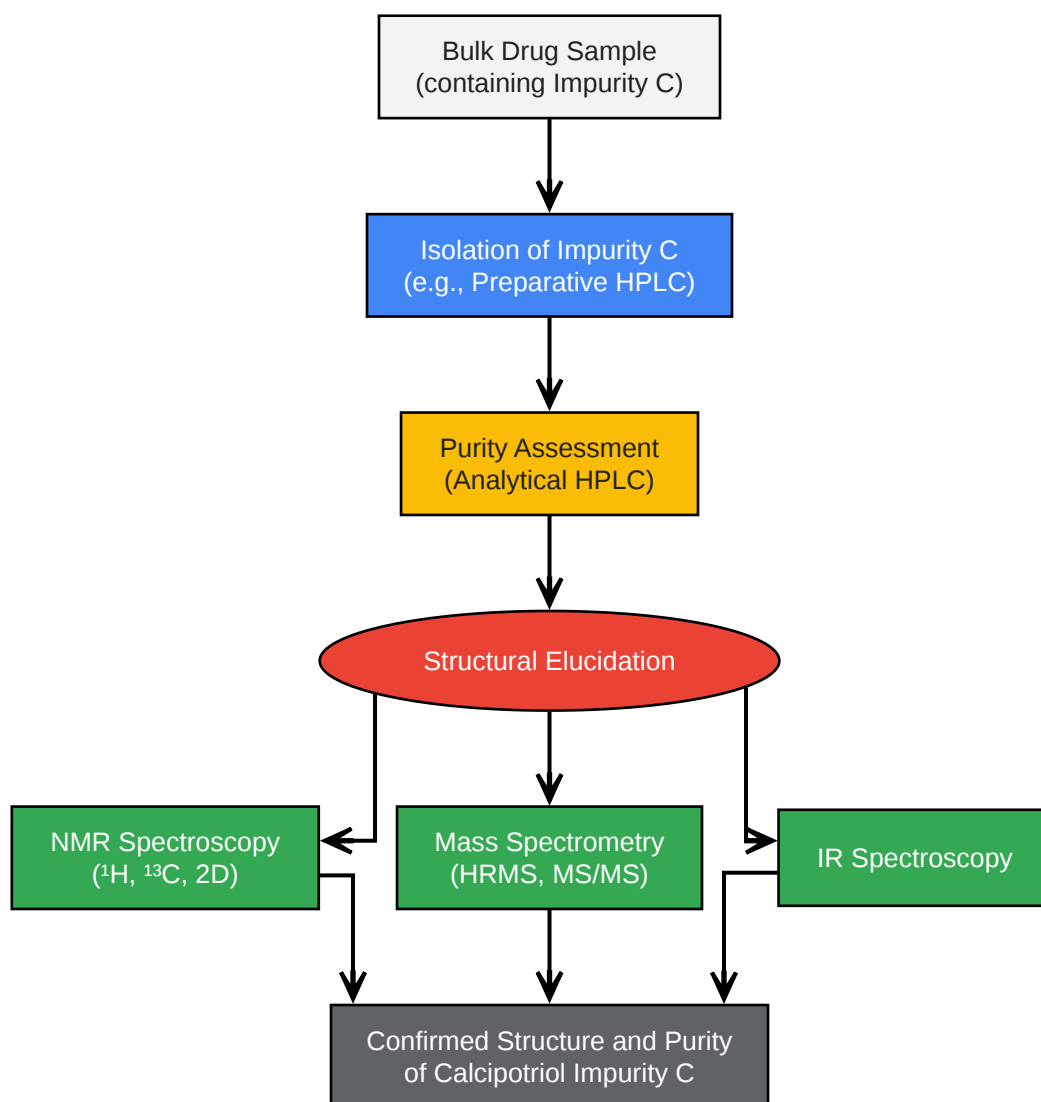 Bulk Drug Sample
(containing Impurity C)
Isolation of Impurity C
(e.g., Preparative HPLC)
Purity Assessment
(Analytical HPLC)
Structural Elucidation
NMR Spectroscopy
(¹H, ¹³C, 2D)
Mass Spectrometry
(HRMS, MS/MS)
IR Spectroscopy
Confirmed Structure and Purity
of Calcipotriol Impurity C